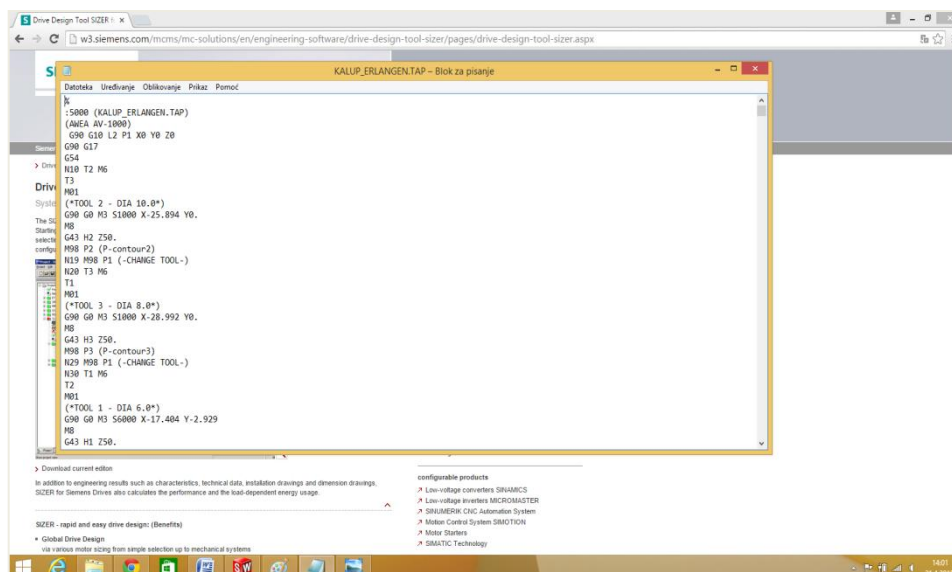 Drive Design Tool SIZER f
w3.siemens.com/mcms/mc-solutions/en/engineering-software/drive-design-tool-sizer/pages/drive-design-tool-sizer.aspx
KALUP_ERLANGEN.TAP – Blok za pisanje
Datoteka Uređivanje Oblikovanje Prikaz Pomoć
%
:5000 (KALUP_ERLANGEN.TAP)
(AWEA AV-1000)
G90 G10 L2 P1 X0 Y0 Z0
G90 G17
G54
N10 T2 M6
T3
M01
(*TOOL 2 - DIA 10.0*)
G90 G0 M3 S1000 X-25.894 Y0.
M8
G43 H2 Z50.
M98 P2 (P-contour2)
N19 M98 P1 (-CHANGE TOOL-)
N20 T3 M6
T1
M01
(*TOOL 3 - DIA 8.0*)
G90 G0 M3 S1000 X-28.992 Y0.
M8
G43 H3 Z50.
M98 P3 (P-contour3)
N29 M98 P1 (-CHANGE TOOL-)
N30 T1 M6
T2
M01
(*TOOL 1 - DIA 6.0*)
G90 G0 M3 S6000 X-17.404 Y-2.929
M8
G43 H1 Z50.
Download current editon
In addition to engineering results such as characteristics, technical data, installation drawings and dimension drawings,
SIZER for Siemens Drives also calculates the performance and the load-dependent energy usage.
SIZER - rapid and easy drive design: (Benefits)
Global Drive Design
via various motor sizing from simple selection up to mechanical systems
configurable products
Low-voltage converters SINAMICS
Low-voltage inverters MICROMASTER
SINUMERIK CNC Automation System
Motion Control System SIMOTION
Motor Starters
SIMATIC Technology
14:01